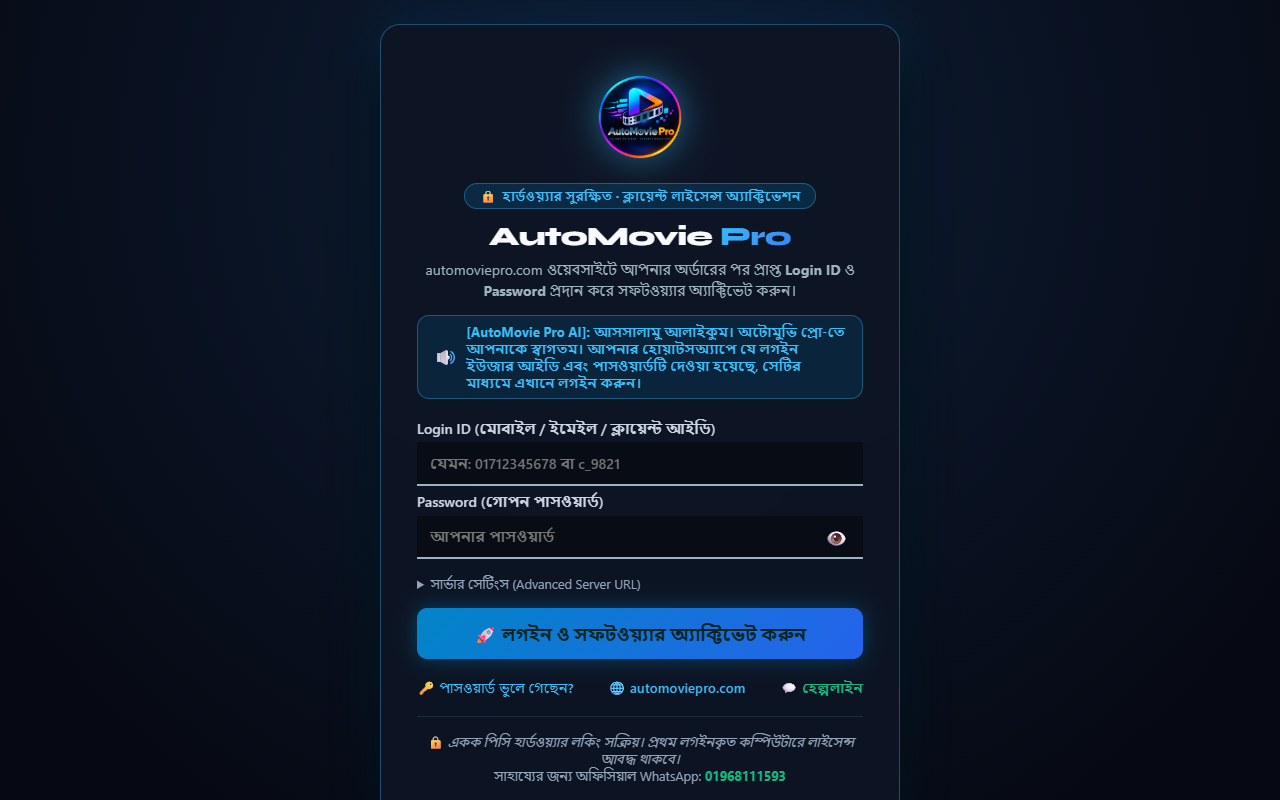 AutoMovie Pro
🔒 হার্ডওয়্যার সুরক্ষিত · ক্লায়েন্ট লাইসেন্স অ্যাক্টিভেশন
AutoMovie Pro
automoviepro.com ওয়েবসাইটে আপনার অর্ডারের পর প্রাপ্ত Login ID ও
Password প্রদান করে সফটওয়্যার অ্যাক্টিভেট করুন।
[AutoMovie Pro AI]: আসসালামু আলাইকুম। অটোমুভি প্রো-তে
আপনাকে স্বাগতম। আপনার হোয়াটসঅ্যাপে যে লগইন
ইউজার আইডি এবং পাসওয়ার্ডটি দেওয়া হয়েছে, সেটির
মাধ্যমে এখানে লগইন করুন।
Login ID (মোবাইল / ইমেইল / ক্লায়েন্ট আইডি)
যেমন: 01712345678 বা c_9821
Password (গোপন পাসওয়ার্ড)
আপনার পাসওয়ার্ড
সার্ভার সেটিংস (Advanced Server URL)
🚀 লগইন ও সফটওয়্যার অ্যাক্টিভেট করুন
🔑 পাসওয়ার্ড ভুলে গেছেন? 🌐 automoviepro.com 💬 হেল্পলাইন
🔒 একক পিসি হার্ডওয়্যার লকিং সক্রিয়। প্রথম লগইনকৃত কম্পিউটারে লাইসেন্স
আবদ্ধ থাকবে।
সাহায্যের জন্য অফিসিয়াল WhatsApp: 01968111593